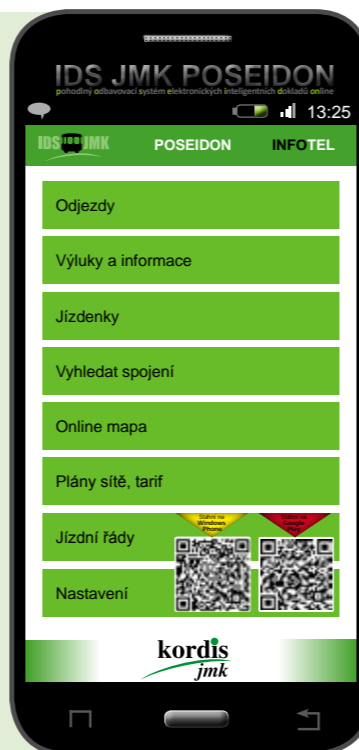 IDS JMK POSEIDON
pohodlný odbavovací systém elektronických inteligentních dokladů online
13:25
IDS JMK POSEIDON INFOTEL
Odjezdy
Výluky a informace
Jízdenky
Vyhledat spojení
Online mapa
Plány sítě, tarif
Stáhni na
Windows
Phone
Stáhni na
Google
Play
Jízdní řády
Nastavení
kordis
jmk